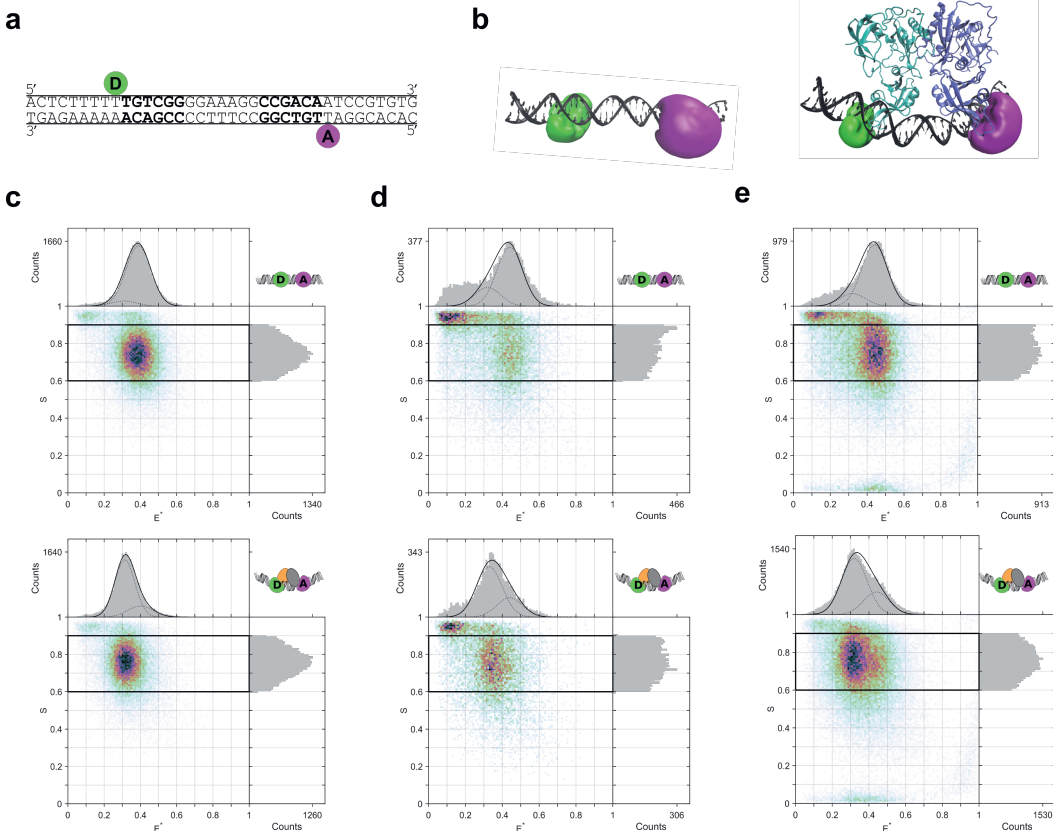 a
b
D
5′
3′
ACTCTTTTTTGTCGGGGAAAGGCCGACAATCCGTGTG
TGAGAAAAAACAGCCCCTTTCCGGCTGTTAGGCACAC
3′
5′
A
c
d
e
1660
Counts
1
D A
0.8
0.6
S
0.4
0.2
0
0 0.2 0.4 0.6 0.8 1
E*
Counts
1340
377
Counts
1
D A
0.8
0.6
S
0.4
0.2
0
0 0.2 0.4 0.6 0.8 1
E*
Counts
466
979
Counts
1
D A
S
0.8
0.6
S
0.4
0.2
0
0 0.2 0.4 0.6 0.8 1
E*
Counts
913
1640
Counts
1
D A
0.8
0.6
S
0.4
0.2
0
0 0.2 0.4 0.6 0.8 1
E*
Counts
1260
343
Counts
1
D A
0.8
0.6
S
0.4
0.2
0
0 0.2 0.4 0.6 0.8 1
E*
Counts
306
1540
Counts
1
D A
0.8
0.6
S
0.4
0.2
0
0 0.2 0.4 0.6 0.8 1
E*
Counts
1530